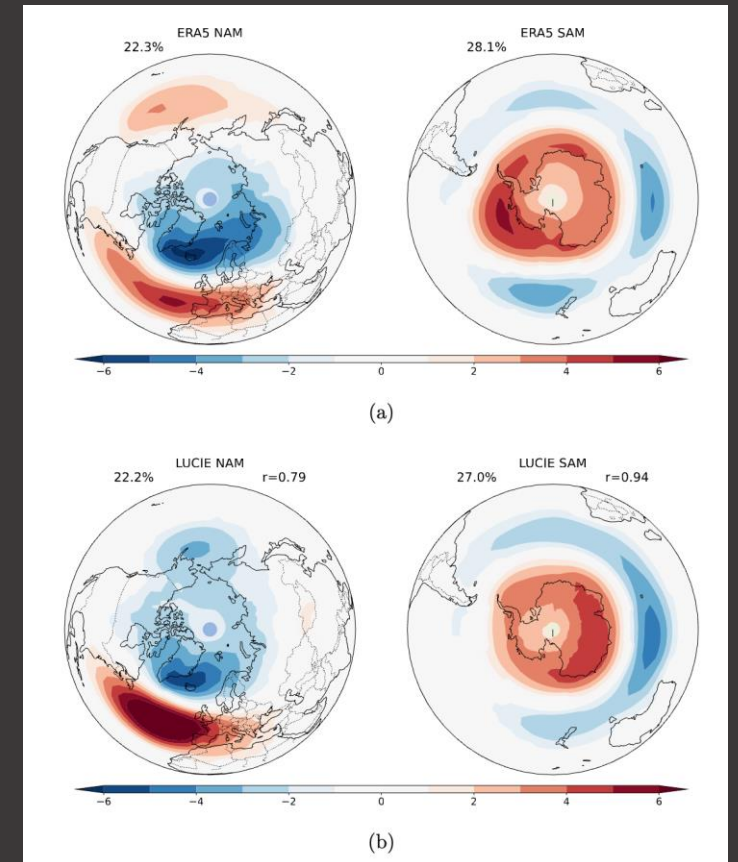 ERA5 NAM
22.3%
ERA5 SAM
28.1%
−6 −4 −2 0 2 4 6
(a)
LUCIE NAM
22.2% r=0.79
LUCIE SAM
27.0% r=0.94
−6 −4 −2 0 2 4 6
(b)